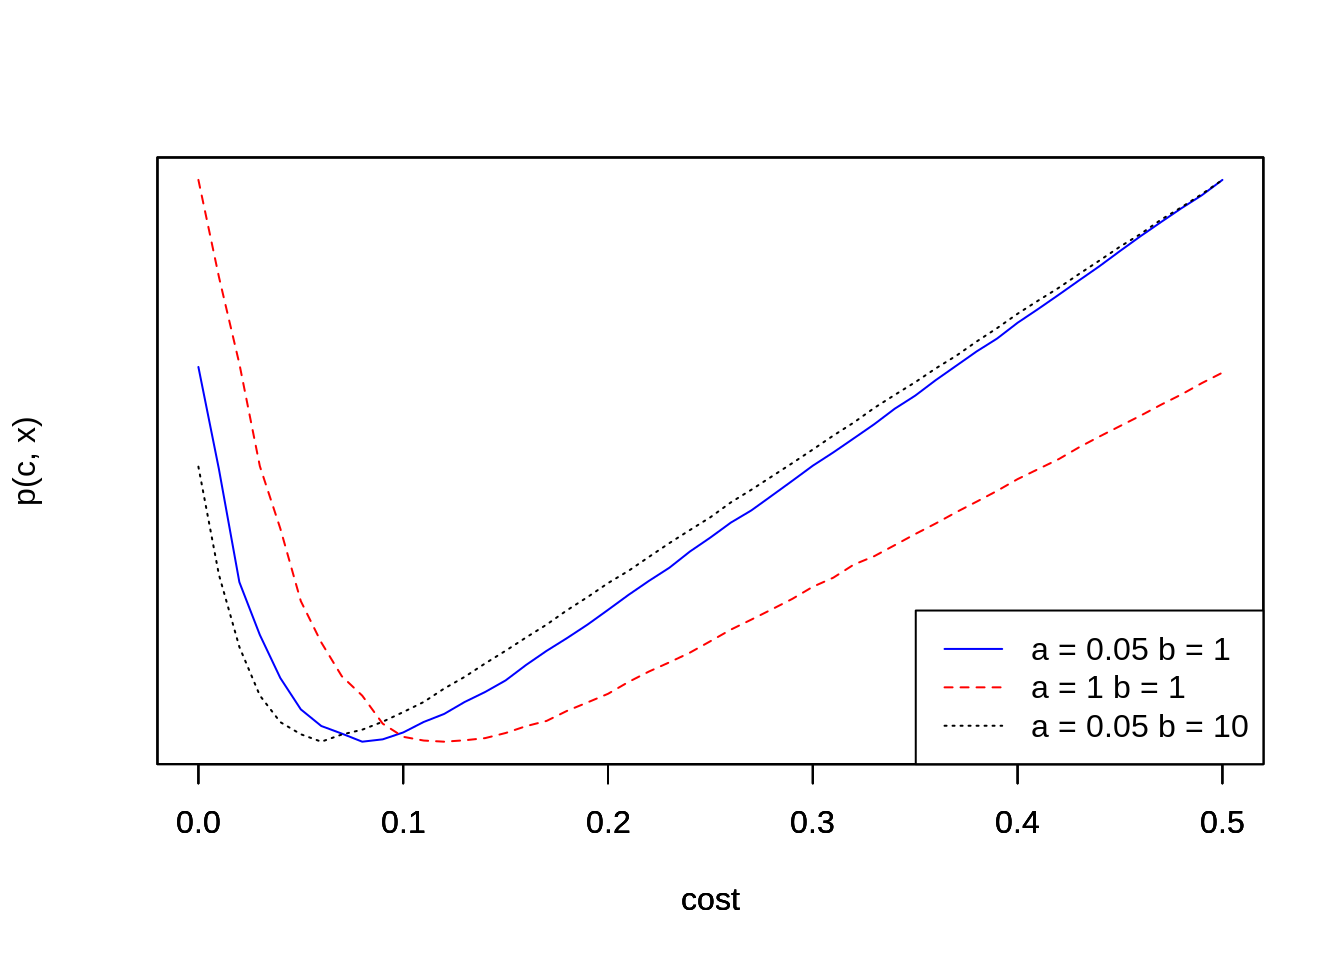 p(c, x)
a = 0.05 b = 1
a = 1 b = 1
a = 0.05 b = 10
0.0 0.1 0.2 0.3 0.4 0.5
cost